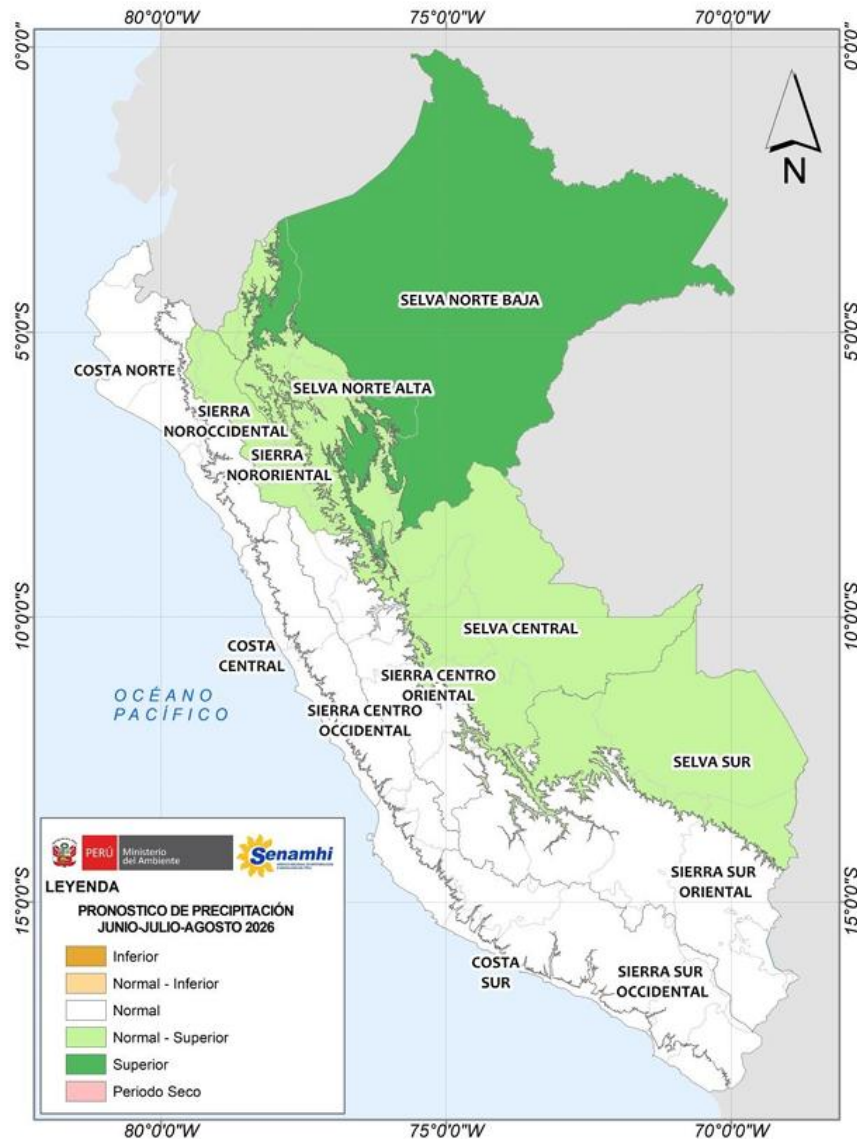 80°0'0"W
75°0'0"W
70°0'0"W
0°0'0"
0°0'0"
N
SELVA NORTE BAJA
5°0'0"S
5°0'0"S
COSTA NORTE
SELVA NORTE ALTA
SIERRA
NOROCCIDENTAL
SIERRA
NORORIENTAL
10°0'0"S
10°0'0"S
SELVA CENTRAL
COSTA
CENTRAL
SIERRA CENTRO
ORIENTAL
OCÉANO
PACÍFICO
SIERRA CENTRO
OCCIDENTAL
SELVA SUR
PERÚ
Ministerio
del Ambiente
Senamhi
LEYENDA
PRONOSTICO DE PRECIPITACIÓN
JUNIO-JULIO-AGOSTO 2026
Inferior
Normal - Inferior
Normal
Normal - Superior
Superior
Periodo Seco
SIERRA SUR
ORIENTAL
15°0'0"S
15°0'0"S
COSTA
SUR
SIERRA SUR
OCCIDENTAL
80°0'0"W
75°0'0"W
70°0'0"W